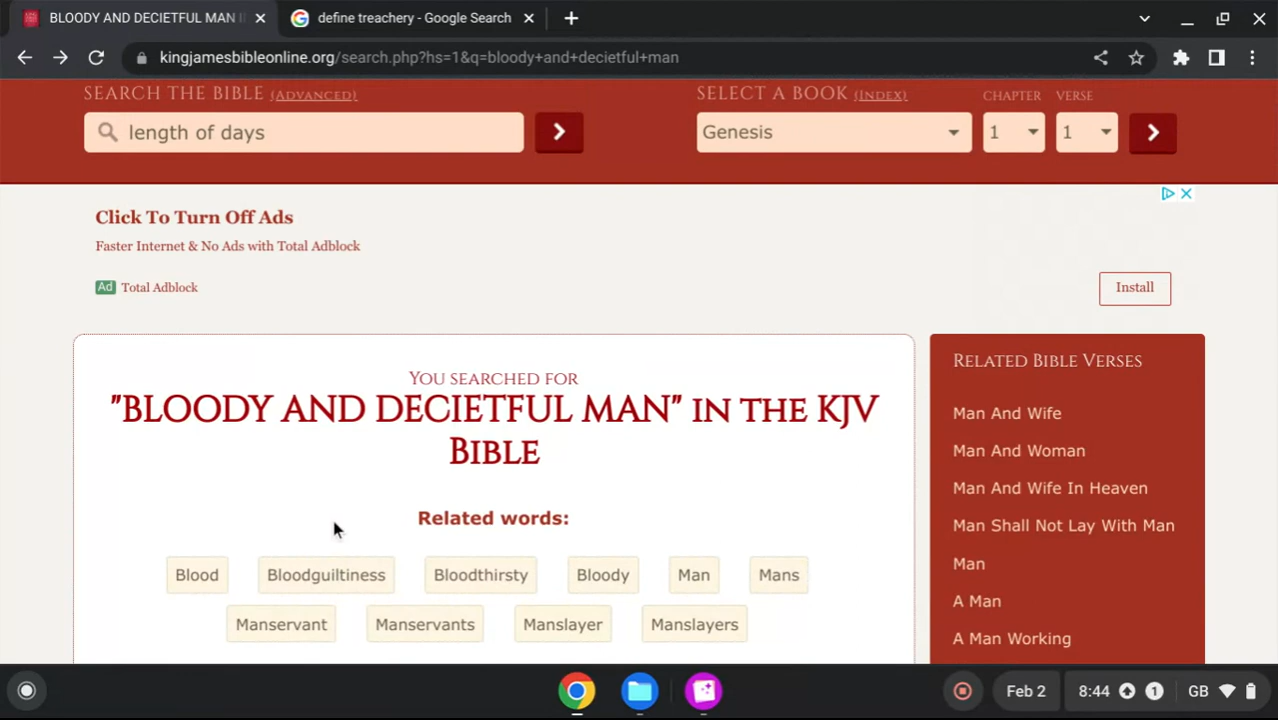 BLOODY AND DECIETFUL MAN I
define treachery - Google Search
kingjamesbibleonline.org/search.php?hs=1&q=bloody+and+decietful+man
SEARCH THE BIBLE (ADVANCED)
SELECT A BOOK (INDEX)
CHAPTER
VERSE
length of days
Genesis
1
1
Click To Turn Off Ads
Faster Internet & No Ads with Total Adblock
Ad Total Adblock
Install
YOU SEARCHED FOR
"BLOODY AND DECIETFUL MAN" IN THE KJV
BIBLE
Related words:
Blood
Bloodguiltiness
Bloodthirsty
Bloody
Man
Mans
Manservant
Manservants
Manslayer
Manslayers
RELATED BIBLE VERSES
Man And Wife
Man And Woman
Man And Wife In Heaven
Man Shall Not Lay With Man
Man
A Man
A Man Working
Feb 2
8:44
1
GB